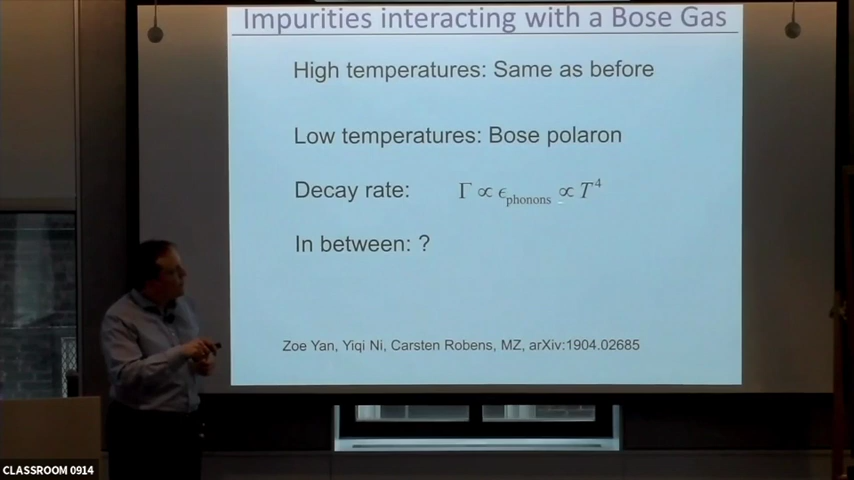 Impurities interacting with a Bose Gas
High temperatures: Same as before
Low temperatures: Bose polaron
Decay rate: Γ ∝ ϵ_phonons ∝ T⁴
In between: ?
Zoe Yan, Yiqi Ni, Carsten Robens, MZ, arXiv:1904.02685
CLASSROOM 0914